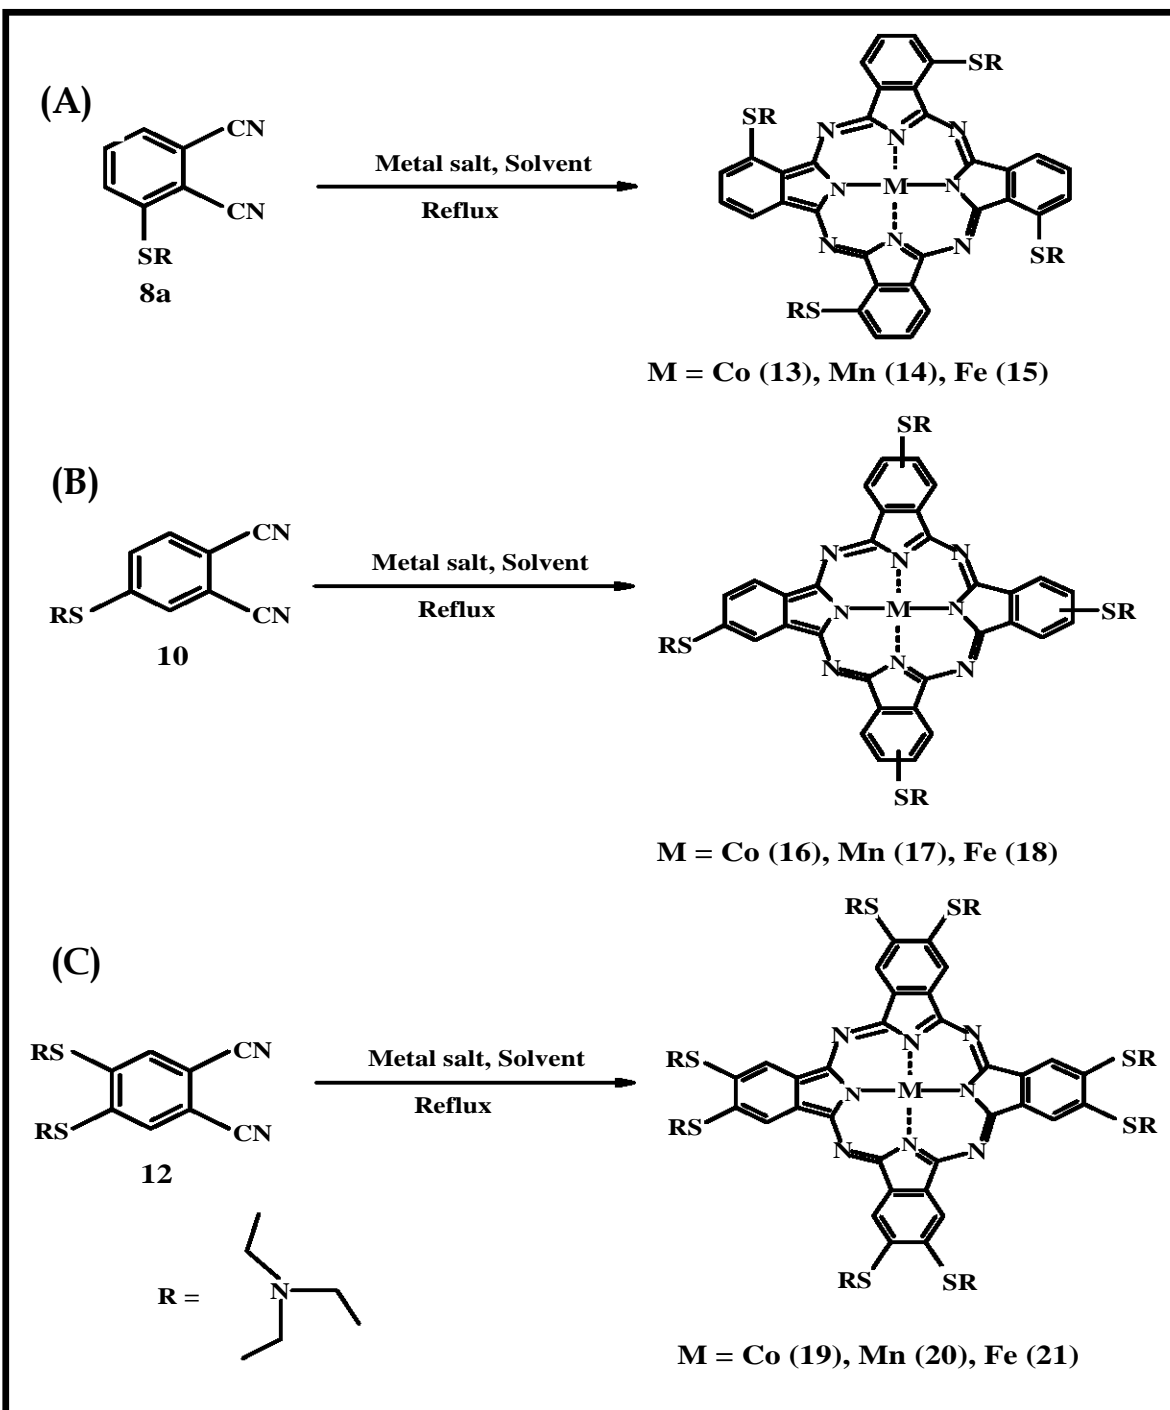 (A)
CN
CN
SR
8a
Metal salt, Solvent
Reflux
SR
SR
N
N
N
N
M
N
N
N
N
SR
RS
M = Co (13), Mn (14), Fe (15)
(B)
CN
CN
RS
10
Metal salt, Solvent
Reflux
SR
N
N
N
N
M
N
SR
RS
N
N
N
SR
M = Co (16), Mn (17), Fe (18)
(C)
RS
CN
RS
CN
12
Metal salt, Solvent
Reflux
RS
SR
N
N
N
RS
SR
N
M
N
RS
SR
N
N
N
RS
SR
R =
N
M = Co (19), Mn (20), Fe (21)